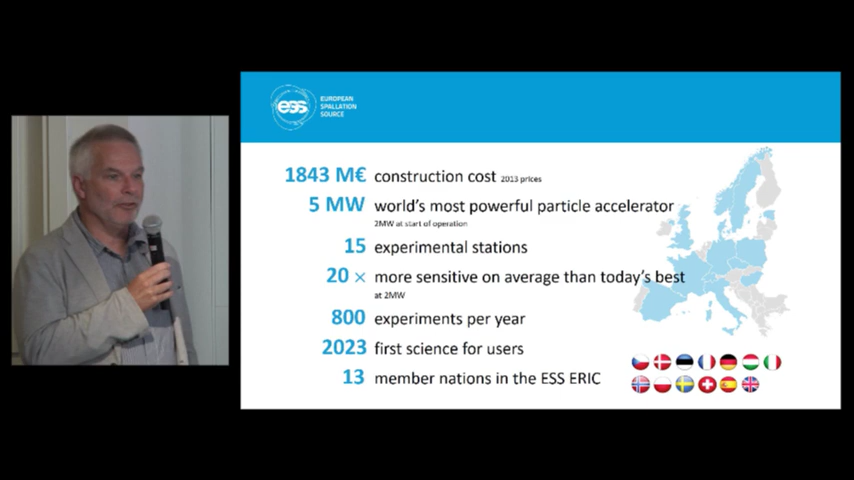 ess
EUROPEAN
SPALLATION
SOURCE
1843 M€ construction cost 2013 prices
5 MW world's most powerful particle accelerator
2MW at start of operation
15 experimental stations
20 × more sensitive on average than today's best
at 2MW
800 experiments per year
2023 first science for users
13 member nations in the ESS ERIC